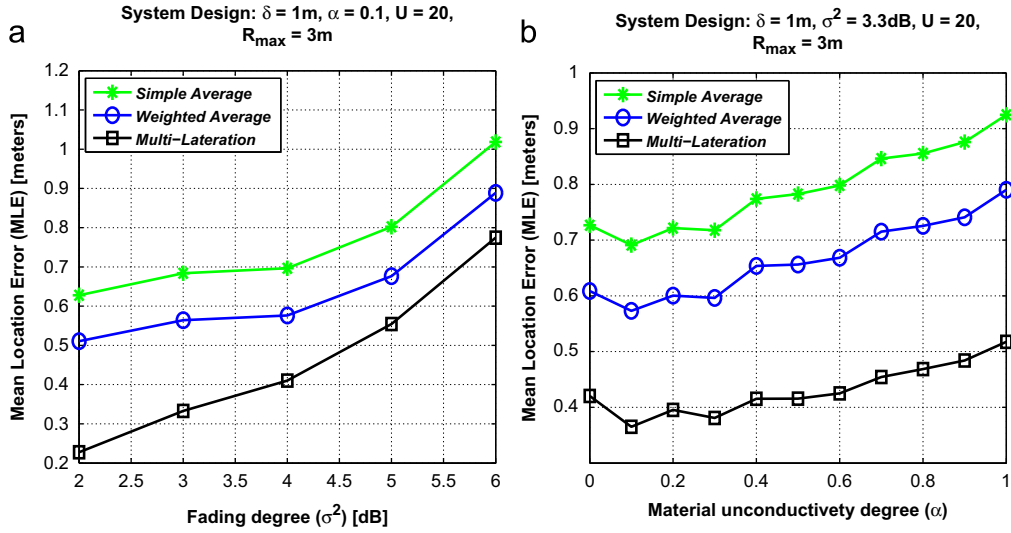 a
System Design: δ = 1m, α = 0.1, U = 20,
R_max = 3m
Mean Location Error (MLE) [meters]
1.2
1.1
1
0.9
0.8
0.7
0.6
0.5
0.4
0.3
0.2
Simple Average
Weighted Average
Multi−Lateration
2 2.5 3 3.5 4 4.5 5 5.5 6
Fading degree (σ²) [dB]
b
System Design: δ = 1m, σ² = 3.3dB, U = 20,
R_max = 3m
Mean Location Error (MLE) [meters]
1
0.9
0.8
0.7
0.6
0.5
0.4
Simple Average
Weighted Average
Multi−Lateration
0 0.2 0.4 0.6 0.8 1
Material unconductivety degree (α)